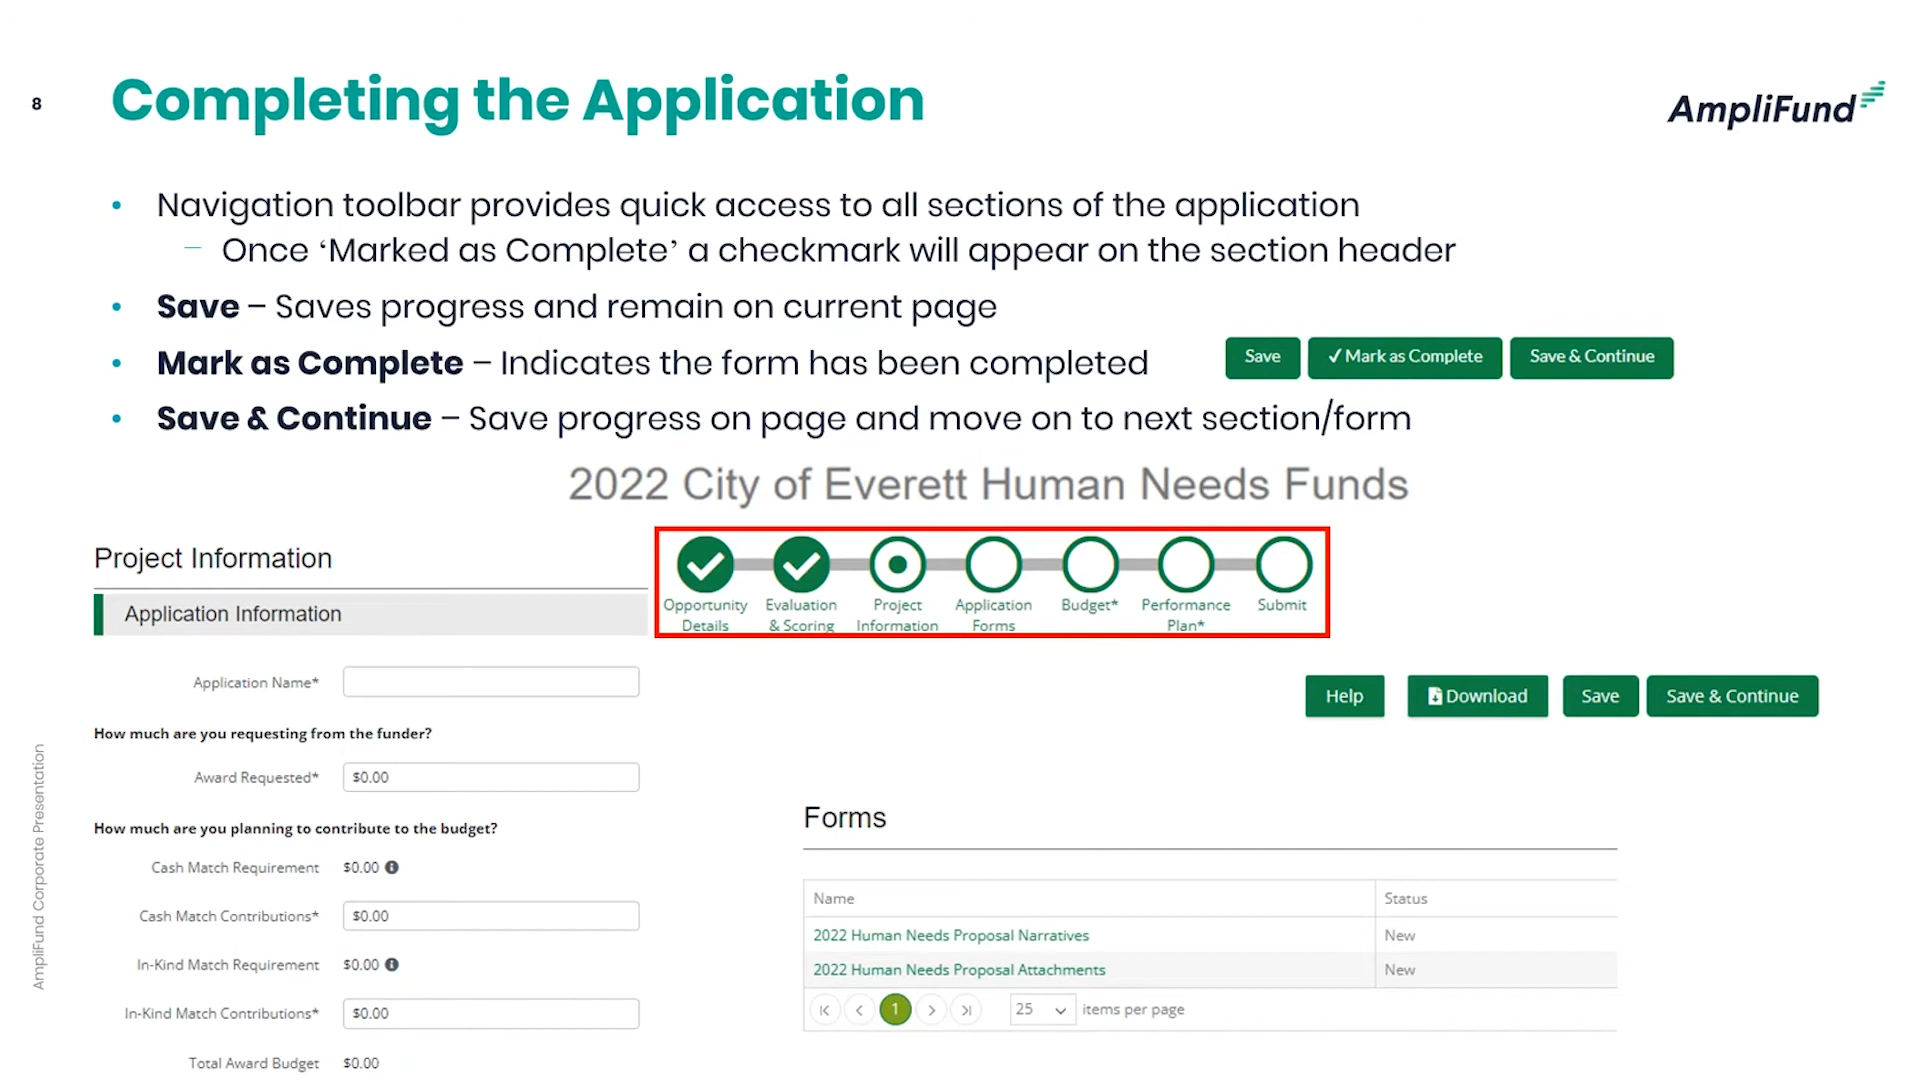 8
Completing the Application
AmpliFund
• Navigation toolbar provides quick access to all sections of the application
– Once ‘Marked as Complete’ a checkmark will appear on the section header
• Save – Saves progress and remain on current page
• Mark as Complete – Indicates the form has been completed
Save
✓ Mark as Complete
Save & Continue
• Save & Continue – Save progress on page and move on to next section/form
2022 City of Everett Human Needs Funds
Opportunity Details
Evaluation & Scoring
Project Information
Application Forms
Budget*
Performance Plan*
Submit
Project Information
Application Information
Application Name*
How much are you requesting from the funder?
Award Requested* $0.00
How much are you planning to contribute to the budget?
Cash Match Requirement $0.00
Cash Match Contributions* $0.00
In-Kind Match Requirement $0.00
In-Kind Match Contributions* $0.00
Total Award Budget $0.00
Help
Download
Save
Save & Continue
Forms
Name Status
2022 Human Needs Proposal Narratives New
2022 Human Needs Proposal Attachments New
1 25 items per page
AmpliFund Corporate Presentation